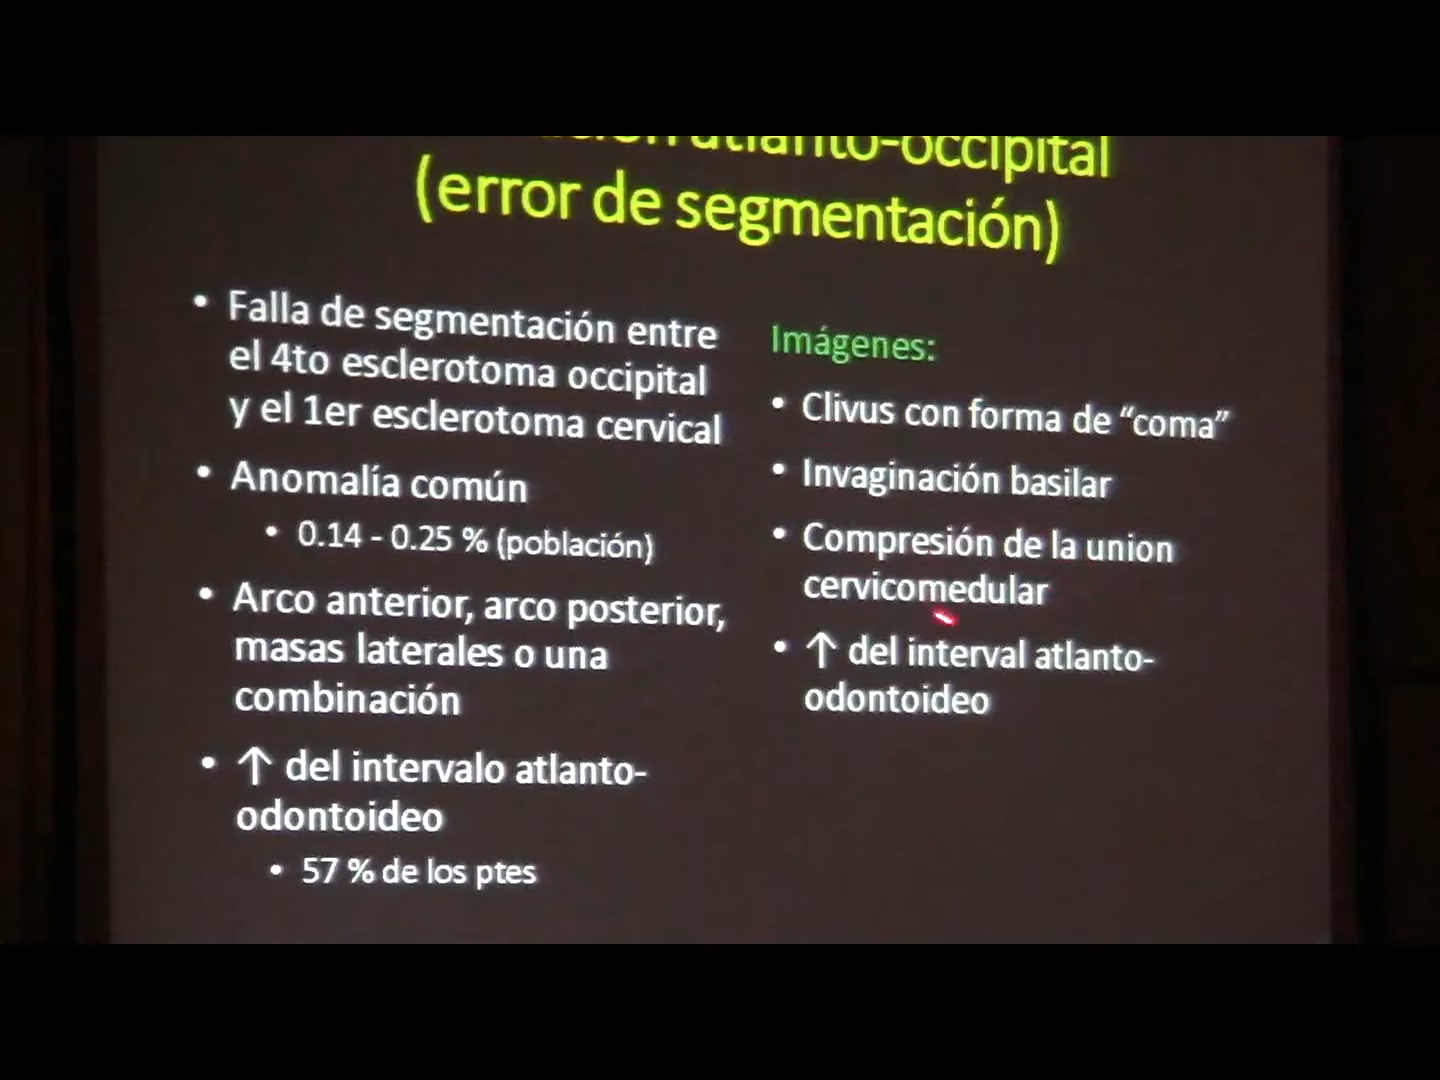 atlanto-occipital
(error de segmentación)
• Falla de segmentación entre
el 4to esclerotoma occipital
y el 1er esclerotoma cervical
• Anomalía común
• 0.14 - 0.25 % (población)
• Arco anterior, arco posterior,
masas laterales o una
combinación
• ↑ del intervalo atlanto-
odontoideo
• 57 % de los ptes
Imágenes:
• Clivus con forma de “coma”
• Invaginación basilar
• Compresión de la union
cervicomedular
• ↑ del interval atlanto-
odontoideo